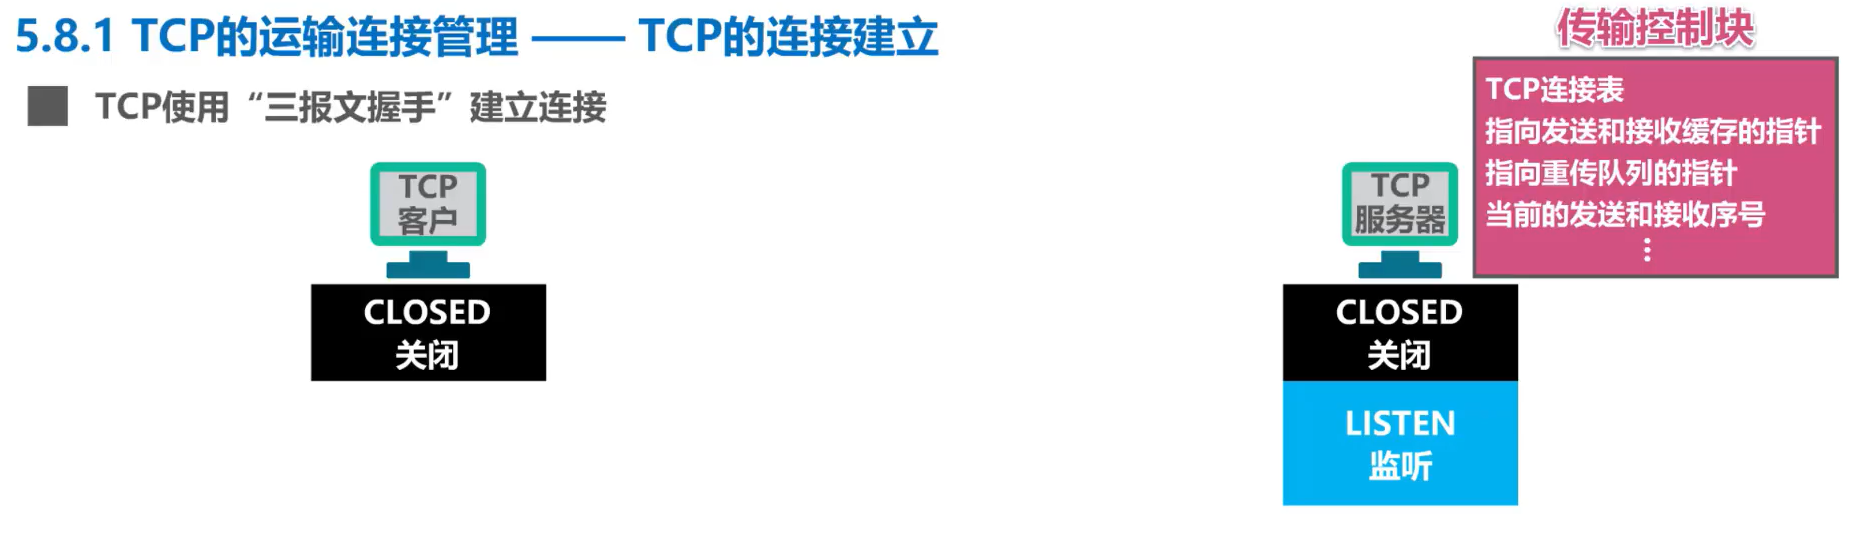 5.8.1 TCP的运输连接管理 —— TCP的连接建立
传输控制块
TCP使用“三报文握手”建立连接
TCP连接表
指向发送和接收缓存的指针
指向重传队列的指针
当前的发送和接收序号
⋮
TCP
客户
CLOSED
关闭
TCP
服务器
CLOSED
关闭
LISTEN
监听